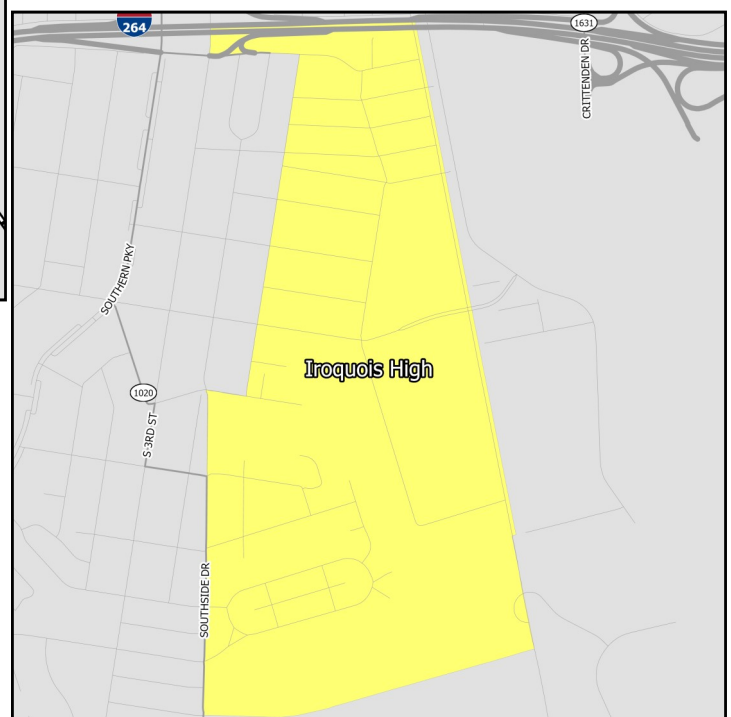 264
1631
CRITTENDEN DR
SOUTHERN PKY
Iroquois High
1020
S 3RD ST
SOUTHSIDE DR